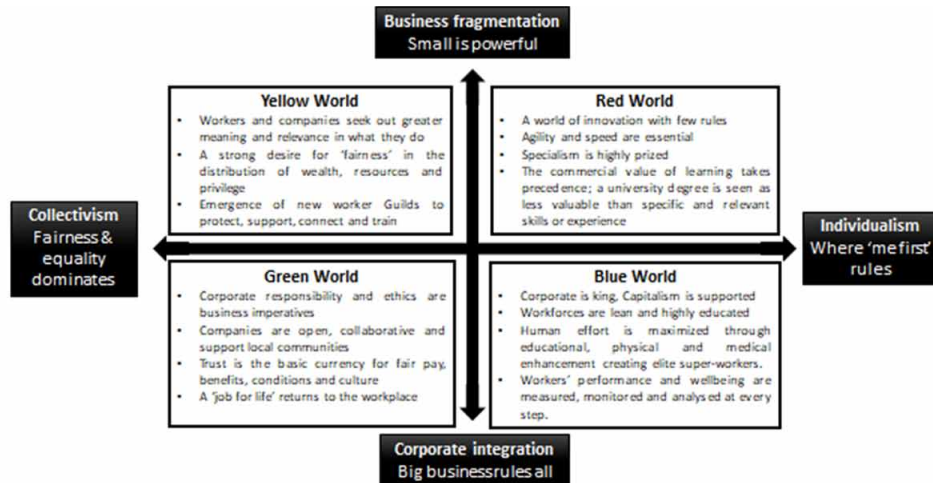 Business fragmentation
Small is powerful
Yellow World
• Workers and companies seek out greater
meaning and relevance in what they do
• A strong desire for 'fairness' in the
distribution of wealth, resources and
privilege
• Emergence of new worker Guilds to
protect, support, connect and train
Red World
• A world of innovation with few rules
• Agility and speed are essential
• Specialism is highly prized
• The commercial value of learning takes
precedence; a university degree is seen as
less valuable than specific and relevant
skills or experience
Collectivism
Fairness &
equality
dominates
Individualism
Where 'me first'
rules
Green World
• Corporate responsibility and ethics are
business imperatives
• Companies are open, collaborative and
support local communities
• Trust is the basic currency for fair pay,
benefits, conditions and culture
• A 'job for life' returns to the workplace
Blue World
• Corporate is king, Capitalism is supported
• Workforces are lean and highly educated
• Human effort is maximized through
educational, physical and medical
enhancement creating elite super-workers.
• Workers' performance and wellbeing are
measured, monitored and analysed at every
step.
Corporate integration
Big business rules all